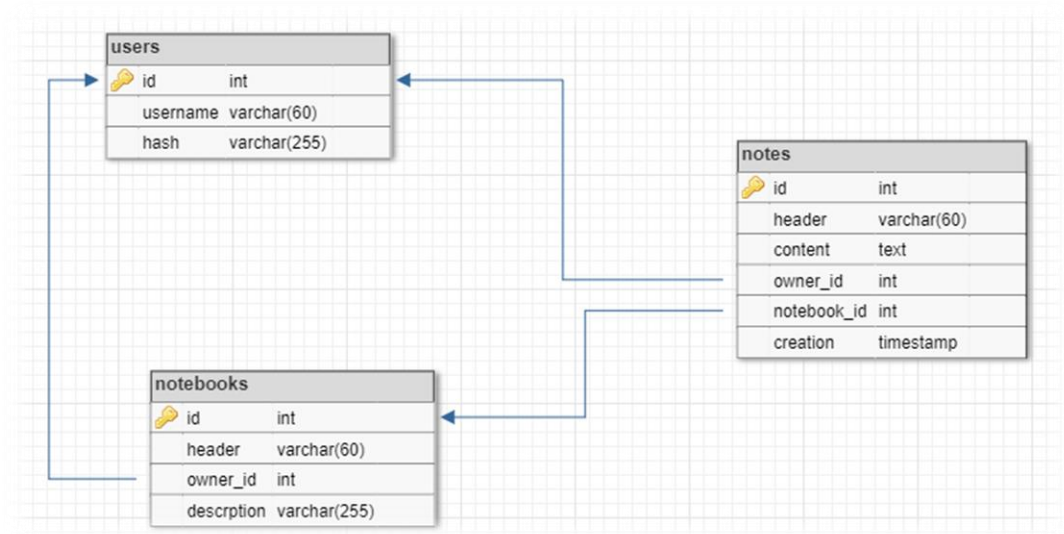 users
id int
username varchar(60)
hash varchar(255)
notes
id int
header varchar(60)
content text
owner_id int
notebook_id int
creation timestamp
notebooks
id int
header varchar(60)
owner_id int
descrption varchar(255)